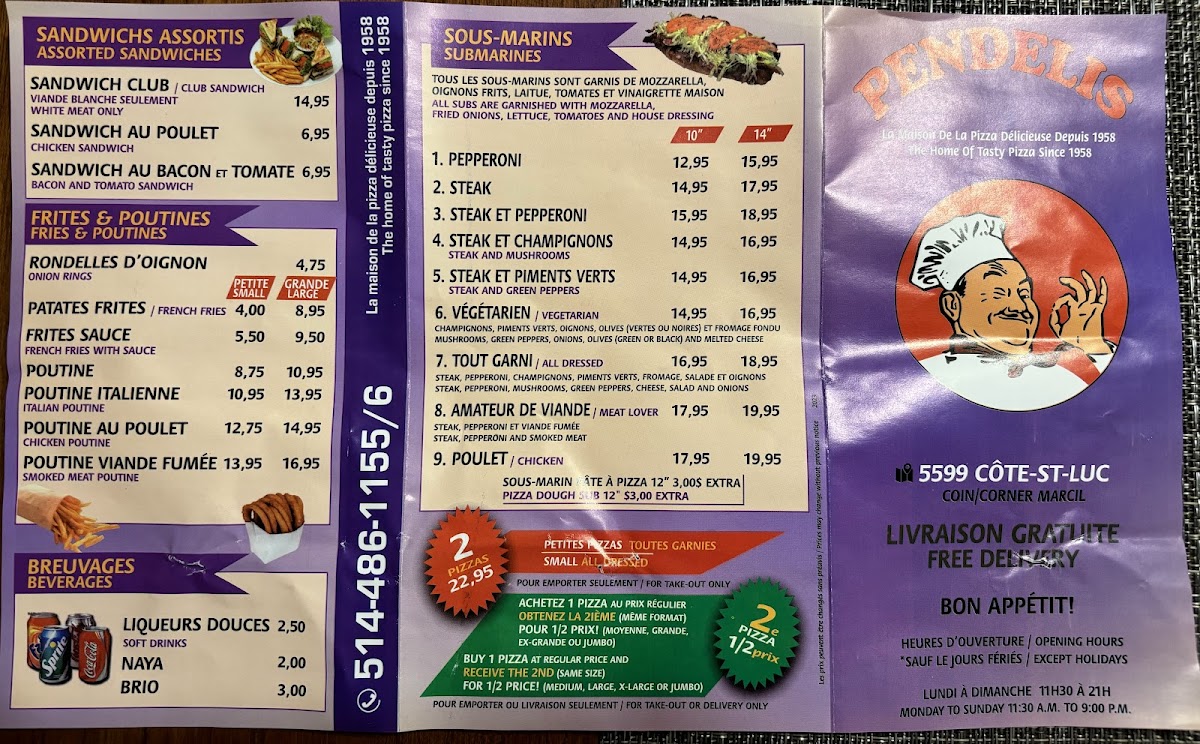 SANDWICHS ASSORTIS
ASSORTED SANDWICHES
SANDWICH CLUB / CLUB SANDWICH
VIANDE BLANCHE SEULEMENT 14,95
WHITE MEAT ONLY
SANDWICH AU POULET 6,95
CHICKEN SANDWICH
SANDWICH AU BACON ET TOMATE 6,95
BACON AND TOMATO SANDWICH
FRITES & POUTINES
FRIES & POUTINES
RONDELLES D'OIGNON 4,75
ONION RINGS
PETITE GRANDE
SMALL LARGE
PATATES FRITES / FRENCH FRIES 4,00 8,95
FRITES SAUCE 5,50 9,50
FRENCH FRIES WITH SAUCE
POUTINE 8,75 10,95
POUTINE ITALIENNE 10,95 13,95
ITALIAN POUTINE
POUTINE AU POULET 12,75 14,95
CHICKEN POUTINE
POUTINE VIANDE FUMÉE 13,95 16,95
SMOKED MEAT POUTINE
BREUVAGES
BEVERAGES
Sprite
Coca-Cola
LIQUEURS DOUCES 2,50
SOFT DRINKS
NAYA 2,00
BRIO 3,00
La maison de la pizza délicieuse depuis 1958
The home of tasty pizza since 1958
514-486-1155/6
SOUS-MARINS
SUBMARINES
TOUS LES SOUS-MARINS SONT GARNIS DE MOZZARELLA,
OIGNONS FRITS, LAITUE, TOMATES ET VINAIGRETTE MAISON
ALL SUBS ARE GARNISHED WITH MOZZARELLA,
FRIED ONIONS, LETTUCE, TOMATOES AND HOUSE DRESSING
10" 14"
1. PEPPERONI 12,95 15,95
2. STEAK 14,95 17,95
3. STEAK ET PEPPERONI 15,95 18,95
4. STEAK ET CHAMPIGNONS 14,95 16,95
STEAK AND MUSHROOMS
5. STEAK ET PIMENTS VERTS 14,95 16,95
STEAK AND GREEN PEPPERS
6. VÉGÉTARIEN / VEGETARIAN 14,95 16,95
CHAMPIGNONS, PIMENTS VERTS, OIGNONS, OLIVES (VERTES OU NOIRES) ET FROMAGE FONDU
MUSHROOMS, GREEN PEPPERS, ONIONS, OLIVES (GREEN OR BLACK) AND MELTED CHEESE
7. TOUT GARNI / ALL DRESSED 16,95 18,95
STEAK, PEPPERONI, CHAMPIGNONS, PIMENTS VERTS, FROMAGE, SALADE ET OIGNONS
STEAK, PEPPERONI, MUSHROOMS, GREEN PEPPERS, CHEESE, SALAD AND ONIONS
8. AMATEUR DE VIANDE / MEAT LOVER 17,95 19,95
STEAK, PEPPERONI ET VIANDE FUMÉE
STEAK, PEPPERONI AND SMOKED MEAT
9. POULET / CHICKEN 17,95 19,95
SOUS-MARIN PÂTE À PIZZA 12" 3,00$ EXTRA
PIZZA DOUGH SUB 12" $3,00 EXTRA
2
PIZZAS
22,95
PETITES PIZZAS TOUTES GARNIES
SMALL ALL DRESSED
POUR EMPORTER SEULEMENT / FOR TAKE-OUT ONLY
ACHETEZ 1 PIZZA AU PRIX RÉGULIER
OBTENEZ LA 2IÈME (MÊME FORMAT)
POUR 1/2 PRIX! (MOYENNE, GRANDE,
EX-GRANDE OU JUMBO)
BUY 1 PIZZA AT REGULAR PRICE AND
RECEIVE THE 2ND (SAME SIZE)
FOR 1/2 PRICE! (MEDIUM, LARGE, X-LARGE OR JUMBO)
2e
PIZZA
1/2prix
POUR EMPORTER OU LIVRAISON SEULEMENT / FOR TAKE-OUT OR DELIVERY ONLY
Les prix peuvent être changés sans préavis / Prices may change without previous notice 2023
PENDELIS
La Maison De La Pizza Délicieuse Depuis 1958
The Home Of Tasty Pizza Since 1958
5599 CÔTE-ST-LUC
COIN/CORNER MARCIL
LIVRAISON GRATUITE
FREE DELIVERY
BON APPÉTIT!
HEURES D'OUVERTURE / OPENING HOURS
*SAUF LE JOURS FÉRIÉS / EXCEPT HOLIDAYS
LUNDI À DIMANCHE 11H30 À 21H
MONDAY TO SUNDAY 11:30 A.M. TO 9:00 P.M.